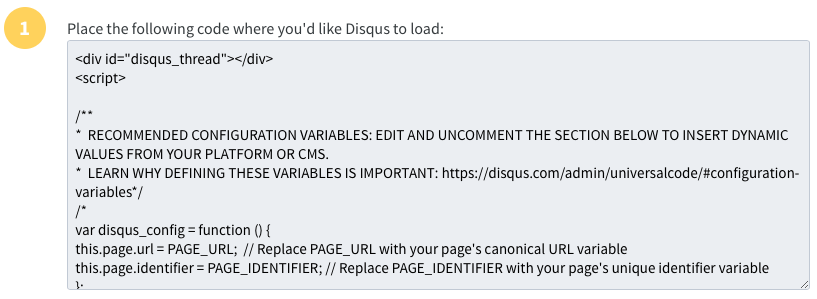 1
Place the following code where you'd like Disqus to load:
<div id="disqus_thread"></div>
<script>
/**
*  RECOMMENDED CONFIGURATION VARIABLES: EDIT AND UNCOMMENT THE SECTION BELOW TO INSERT DYNAMIC
VALUES FROM YOUR PLATFORM OR CMS.
*  LEARN WHY DEFINING THESE VARIABLES IS IMPORTANT: https://disqus.com/admin/universalcode/#configuration-
variables*/
/*
var disqus_config = function () {
this.page.url = PAGE_URL;  // Replace PAGE_URL with your page's canonical URL variable
this.page.identifier = PAGE_IDENTIFIER; // Replace PAGE_IDENTIFIER with your page's unique identifier variable
};